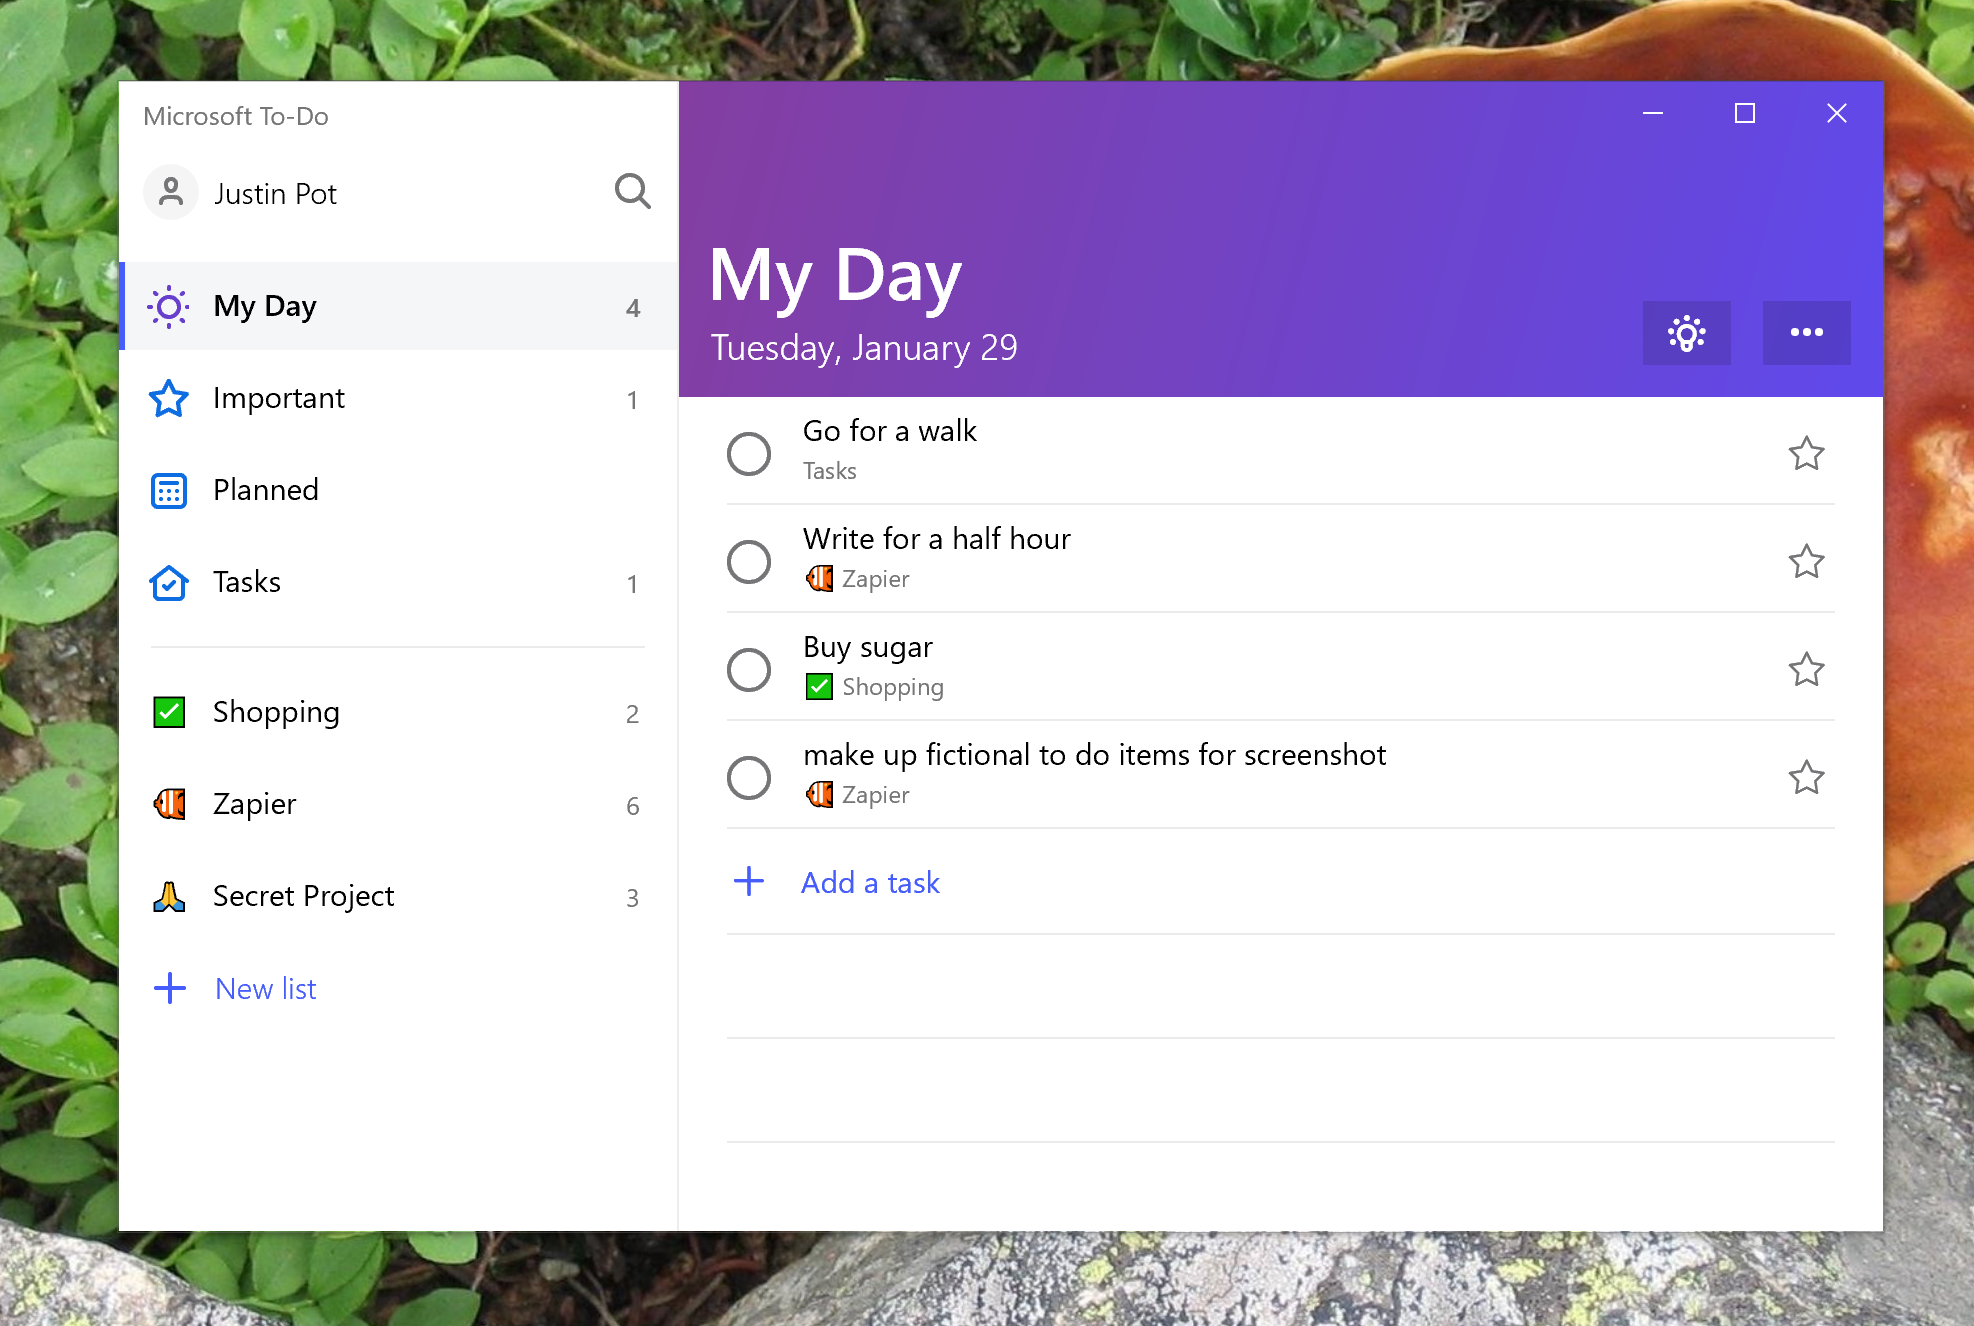 Microsoft To-Do
Justin Pot
My Day 4
Important 1
Planned
Tasks 1
Shopping 2
Zapier 6
Secret Project 3
New list
My Day
Tuesday, January 29
Go for a walk
Tasks
Write for a half hour
Zapier
Buy sugar
Shopping
make up fictional to do items for screenshot
Zapier
Add a task